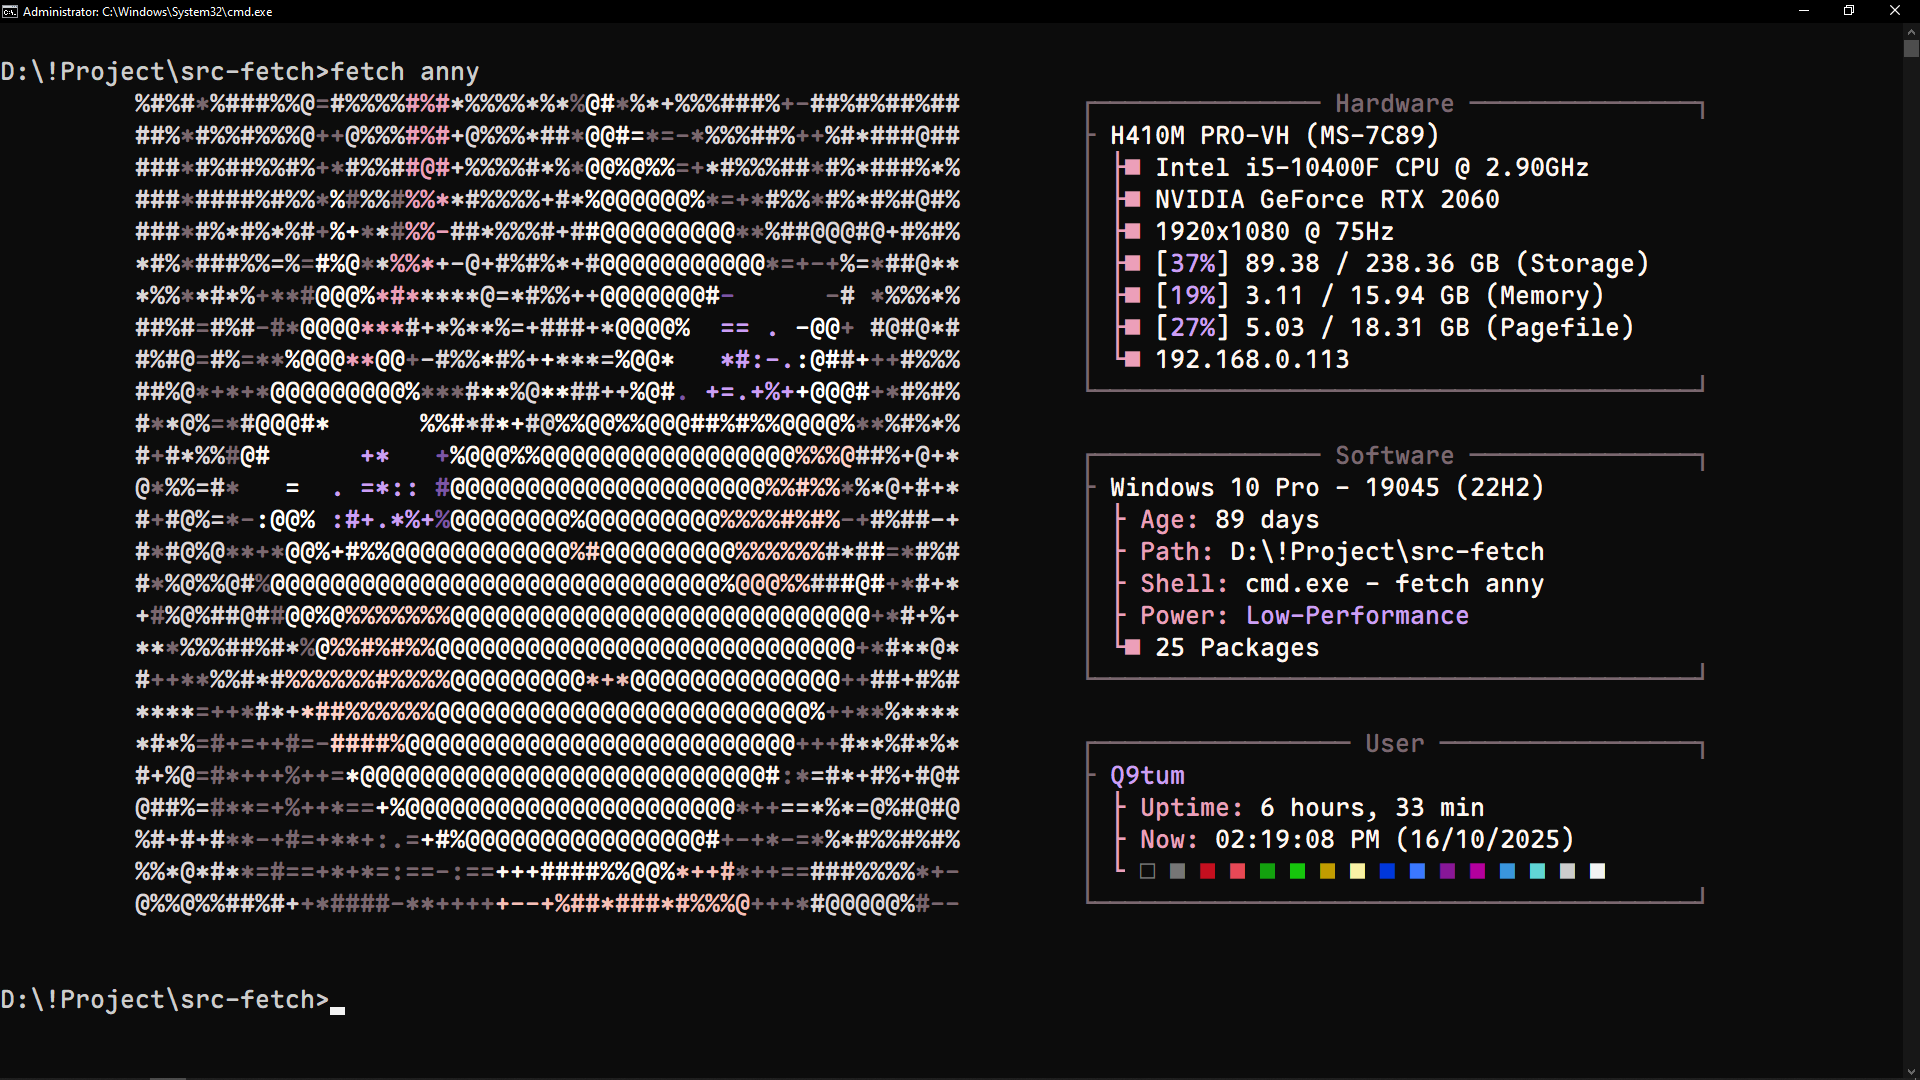 Administrator: C:\Windows\System32\cmd.exe
D:\!Project\src-fetch>fetch anny
Hardware
H410M PRO-VH (MS-7C89)
Intel i5-10400F CPU @ 2.90GHz
NVIDIA GeForce RTX 2060
1920x1080 @ 75Hz
[37%] 89.38 / 238.36 GB (Storage)
[19%] 3.11 / 15.94 GB (Memory)
[27%] 5.03 / 18.31 GB (Pagefile)
192.168.0.113
Software
Windows 10 Pro - 19045 (22H2)
Age: 89 days
Path: D:\!Project\src-fetch
Shell: cmd.exe - fetch anny
Power: Low-Performance
25 Packages
User
Q9tum
Uptime: 6 hours, 33 min
Now: 02:19:08 PM (16/10/2025)
D:\!Project\src-fetch>